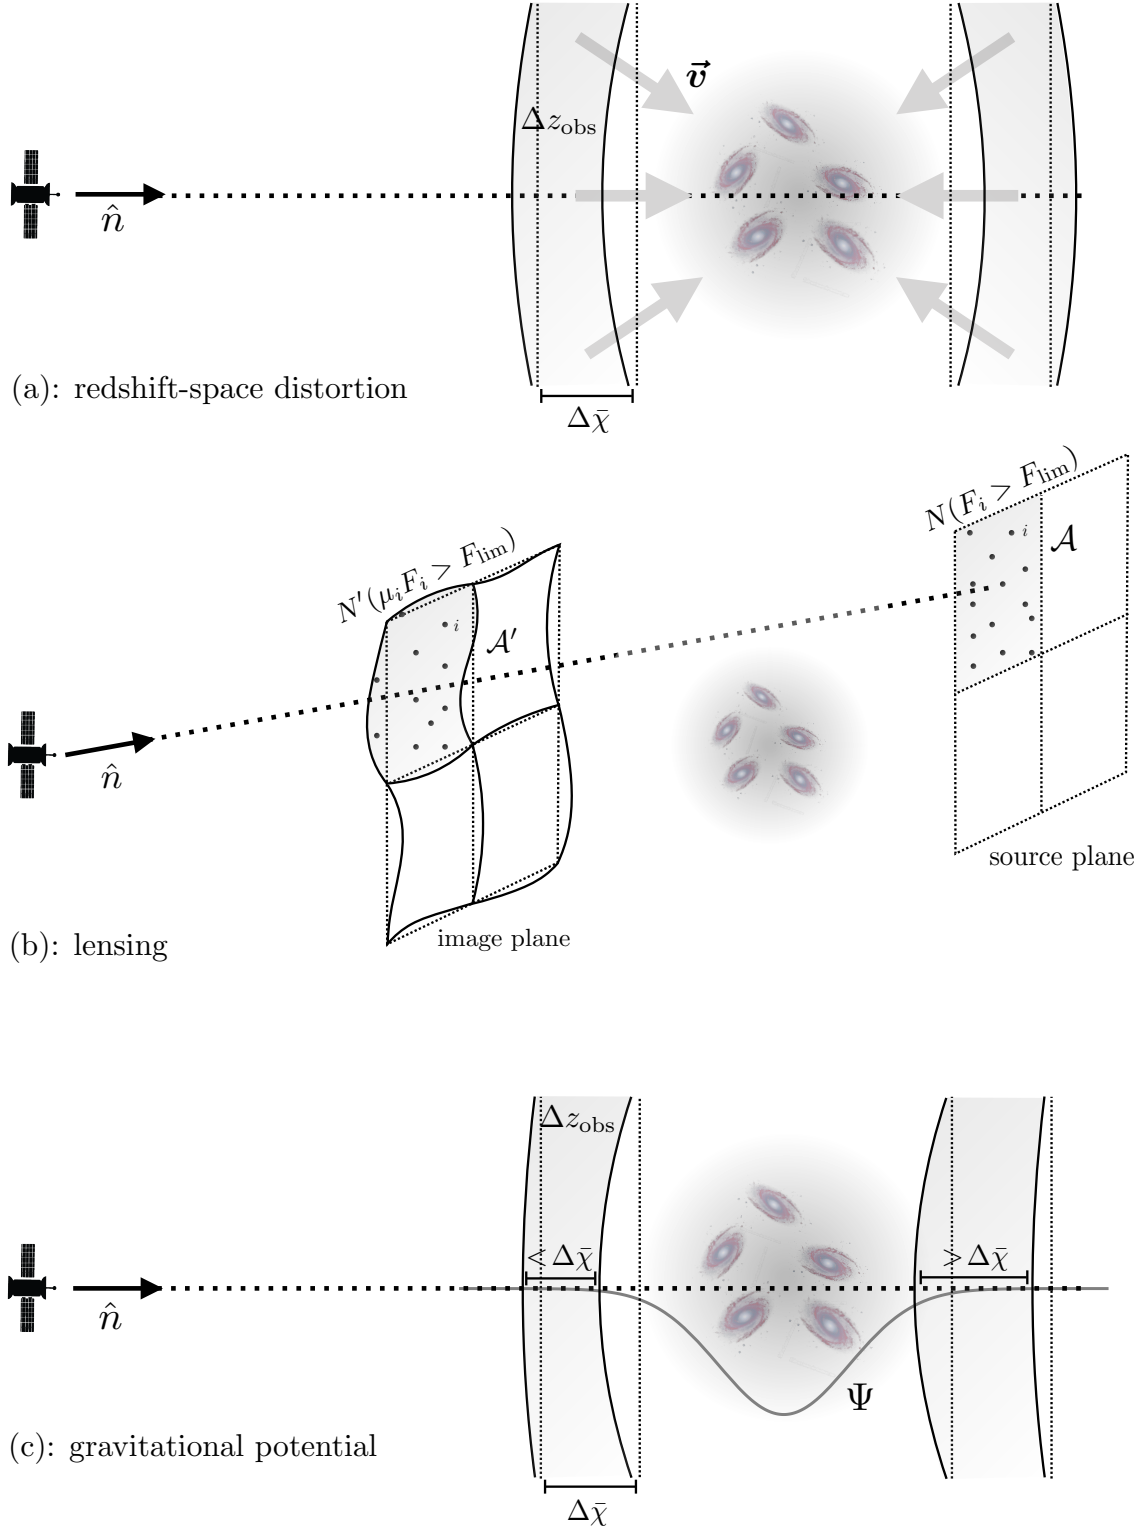 v⃗
Δz_obs
n̂
(a): redshift-space distortion
Δχ̄
N(F_i > F_lim)
i
𝒜
N′(μ_iF_i > F_lim)
i
𝒜′
n̂
source plane
image plane
(b): lensing
Δz_obs
< Δχ̄
> Δχ̄
n̂
Ψ
(c): gravitational potential
Δχ̄